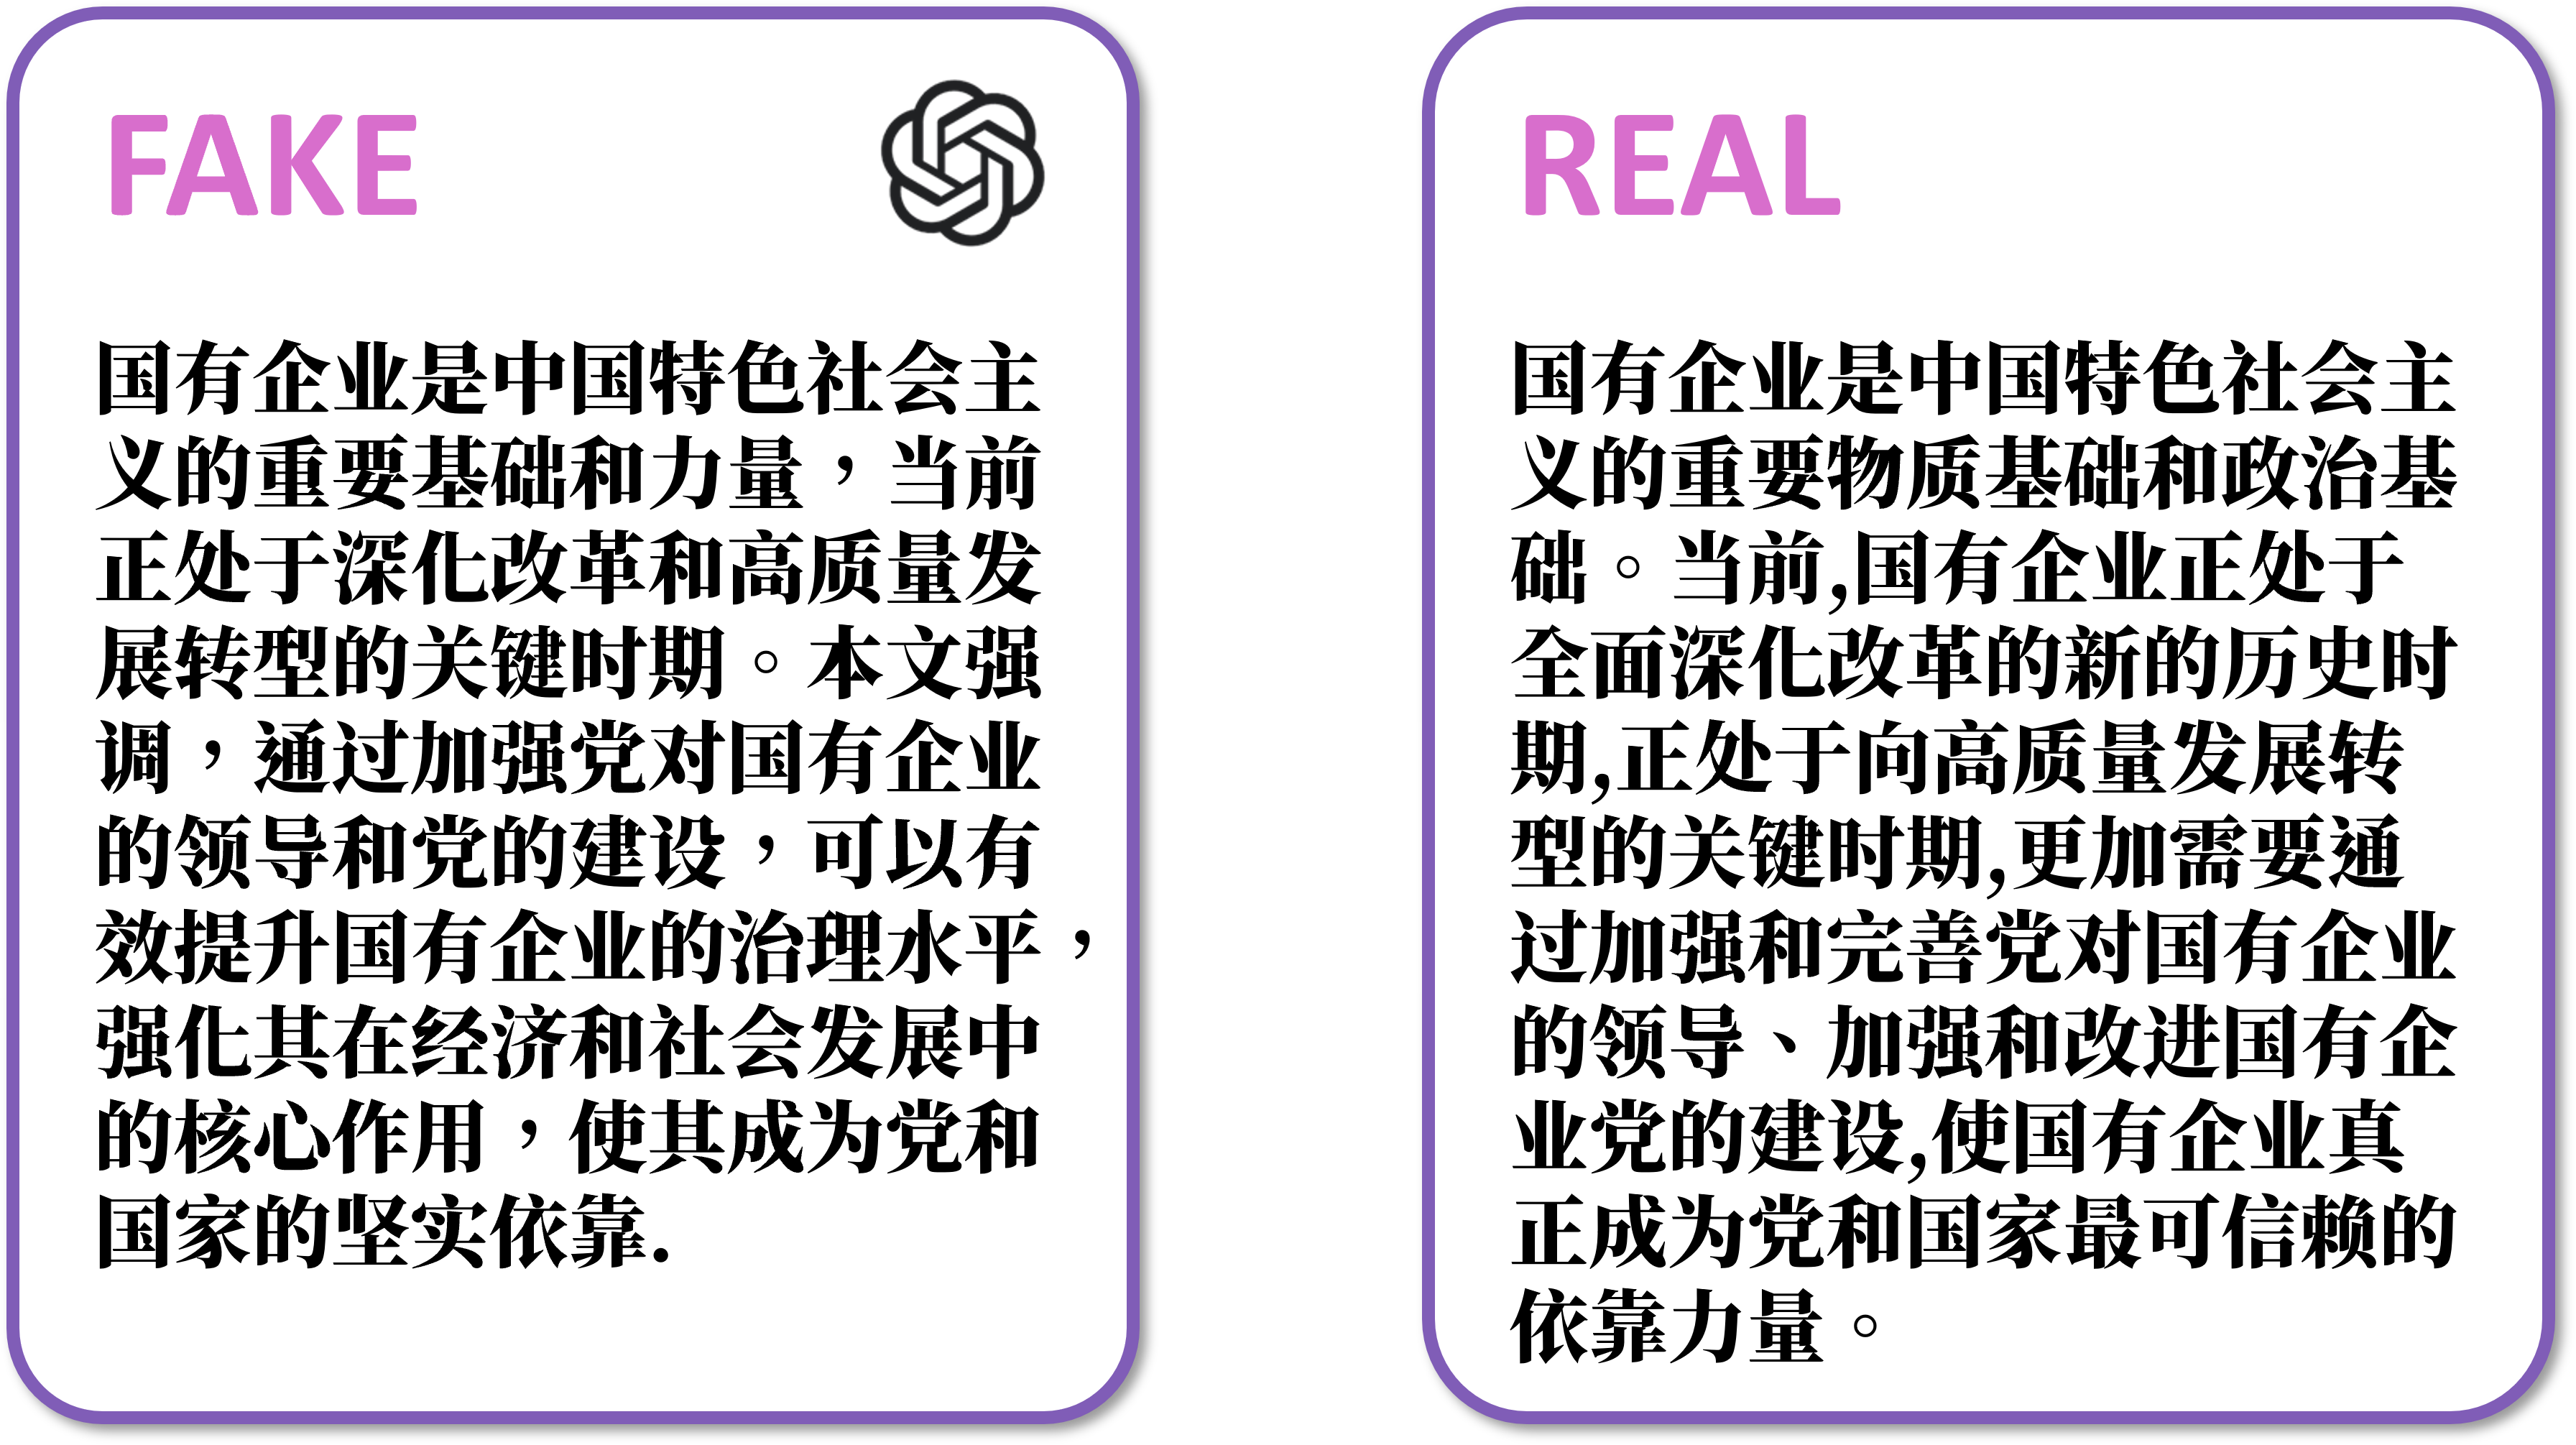 FAKE
国有企业是中国特色社会主
义的重要基础和力量，当前
正处于深化改革和高质量发
展转型的关键时期。本文强
调，通过加强党对国有企业
的领导和党的建设，可以有
效提升国有企业的治理水平，
强化其在经济和社会发展中
的核心作用，使其成为党和
国家的坚实依靠.
REAL
国有企业是中国特色社会主
义的重要物质基础和政治基
础。当前,国有企业正处于
全面深化改革的新的历史时
期,正处于向高质量发展转
型的关键时期,更加需要通
过加强和完善党对国有企业
的领导、加强和改进国有企
业党的建设,使国有企业真
正成为党和国家最可信赖的
依靠力量。